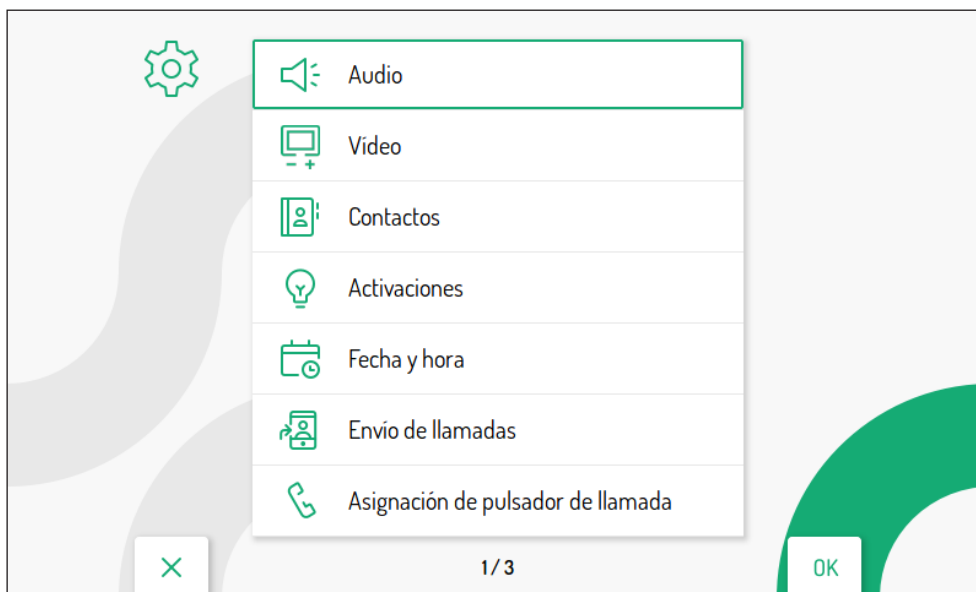 Audio
Vídeo
Contactos
Activaciones
Fecha y hora
Envío de llamadas
Asignación de pulsador de llamada
1/3
OK